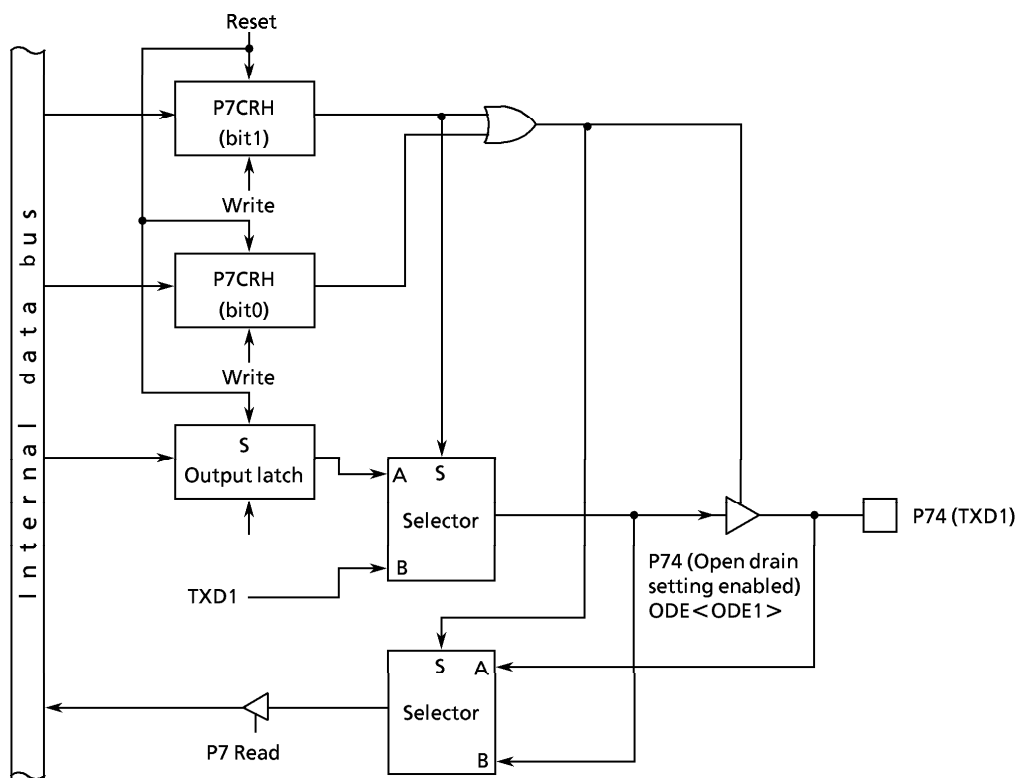 Reset
P7CRH
(bit1)
Write
P7CRH
(bit0)
Write
Internal data bus
S
Output latch
A
S
Selector
B
TXD1
P74 (TXD1)
P74 (Open drain
setting enabled)
ODE<ODE1>
S
A
Selector
B
P7 Read